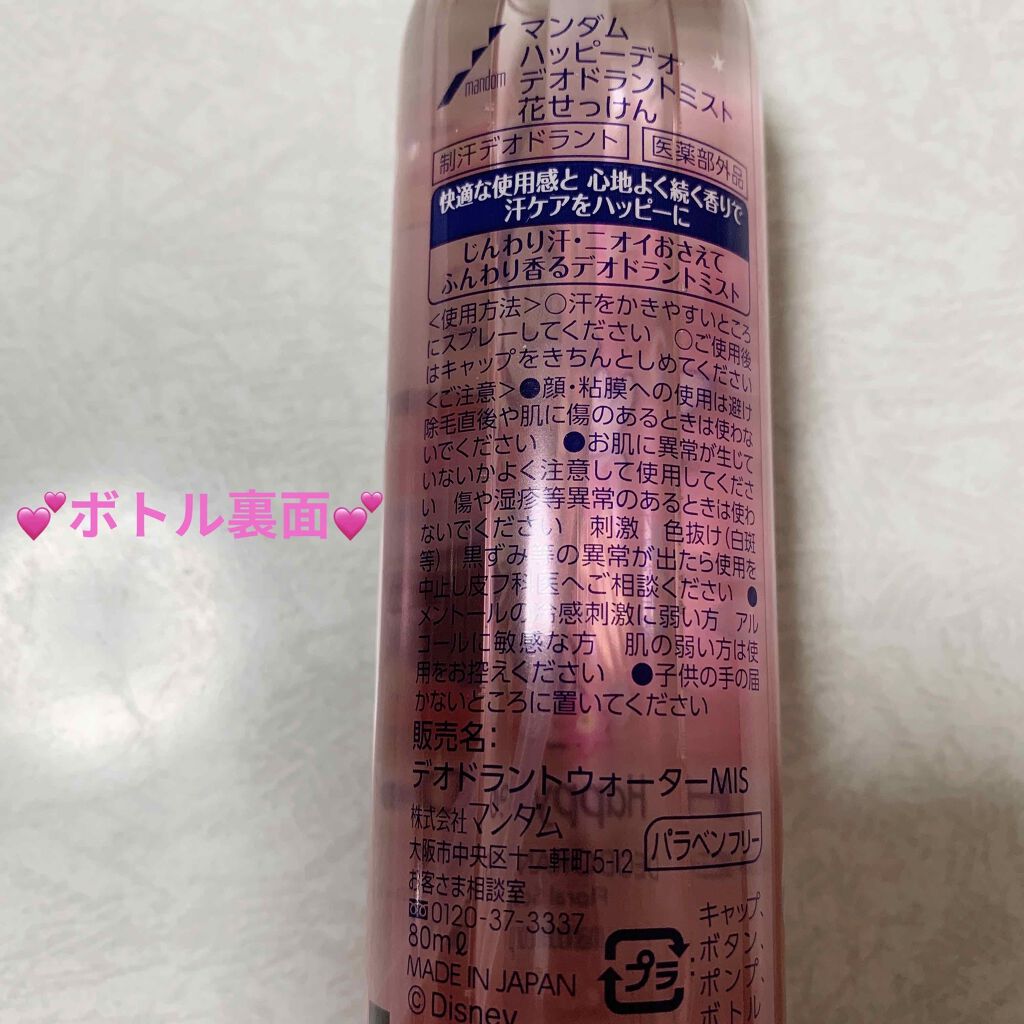 mandom
マンダム
ハッピーデオ
デオドラントミスト
花せっけん
制汗デオドラント 医薬部外品
快適な使用感と 心地よく続く香りで
汗ケアをハッピーに
じんわり汗・ニオイおさえて
ふんわり香るデオドラントミスト
<使用方法>○汗をかきやすいところ
にスプレーしてください ○ご使用後
はキャップをきちんとしめてください
<ご注意>●顔・粘膜への使用は避け
除毛直後や肌に傷のあるときは使わな
いでください ●お肌に異常が生じて
いないかよく注意して使用してくださ
い 傷や湿疹等異常のあるときは使わ
ないでください 刺激 色抜け(白斑
等) 黒ずみ等の異常が出たら使用を
中止し皮フ科医へご相談ください ●
メントールの冷感刺激に弱い方 アル
コールに敏感な方 肌の弱い方は使
用をお控えください ●子供の手の届
かないところに置いてください
💕ボトル裏面💕
販売名:
デオドラントウォーターMIS
株式会社マンダム
大阪市中央区十二軒町5-12
パラベンフリー
お客さま相談室
0120-37-3337
80mℓ
MADE IN JAPAN
© Disney
プラ
:
キャップ、
ボタン、
ポンプ、
ボトル